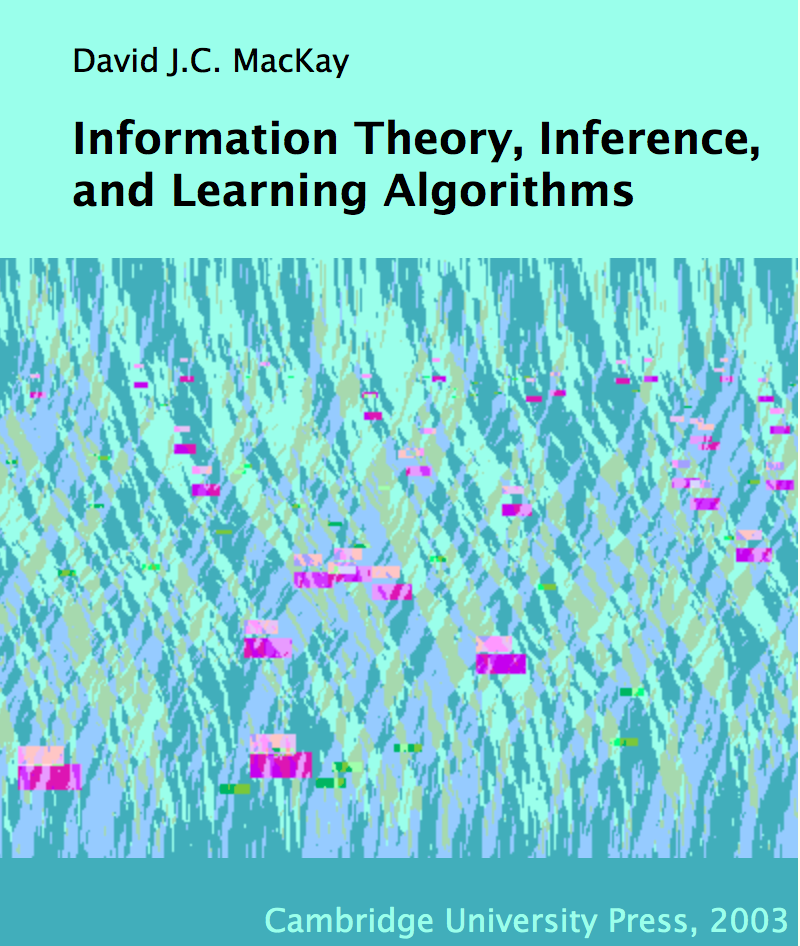 David J.C. MacKay
Information Theory, Inference,
and Learning Algorithms
Cambridge University Press, 2003